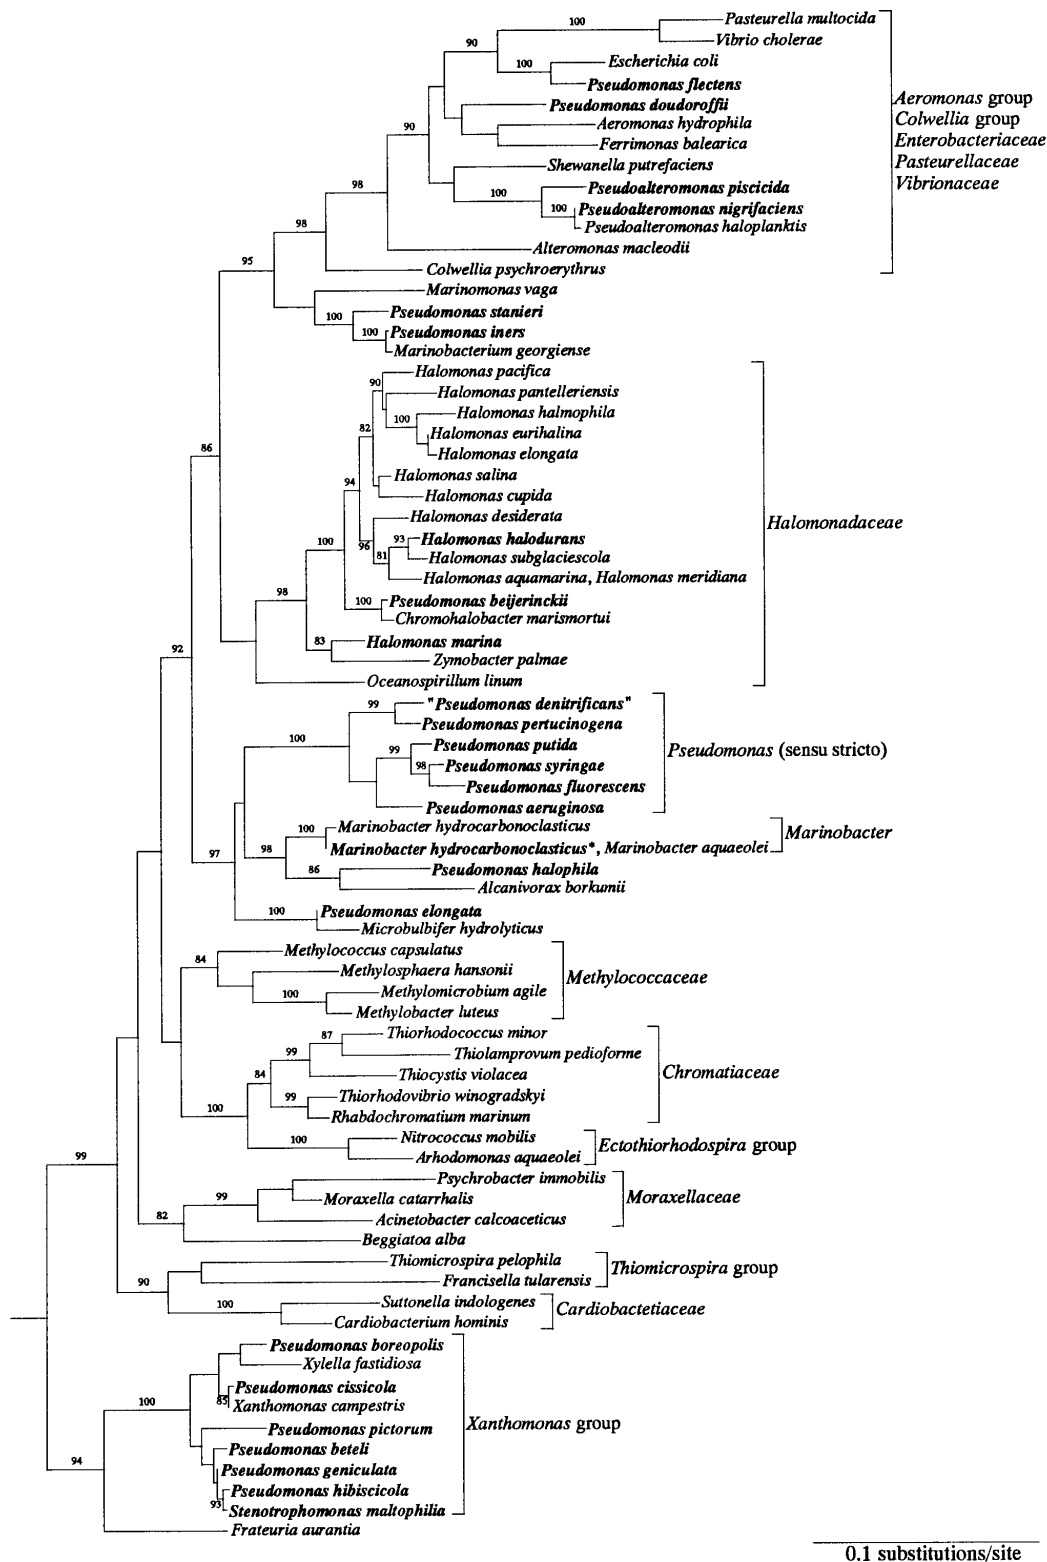 100
Pasteurella multocida
Vibrio cholerae
90
100
Escherichia coli
Pseudomonas flectens
Pseudomonas doudoroffii
90
Aeromonas hydrophila
Ferrimonas balearica
Shewanella putrefaciens
98
100
Pseudoalteromonas piscicida
100
Pseudoalteromonas nigrifaciens
Pseudoalteromonas haloplanktis
98
Alteromonas macleodii
95
Colwellia psychroerythrus
Aeromonas group
Colwellia group
Enterobacteriaceae
Pasteurellaceae
Vibrionaceae
Marinomonas vaga
100
Pseudomonas stanieri
100
Pseudomonas iners
Marinobacterium georgiense
Halomonas pacifica
90
Halomonas pantelleriensis
100
Halomonas halmophila
82
Halomonas eurihalina
86
Halomonas elongata
Halomonas salina
94
Halomonas cupida
Halomonas desiderata
Halomonadaceae
93
Halomonas halodurans
100
96
81
Halomonas subglaciescola
Halomonas aquamarina, Halomonas meridiana
98
100
Pseudomonas beijerinckii
Chromohalobacter marismortui
83
Halomonas marina
92
Zymobacter palmae
Oceanospirillum linum
99
"Pseudomonas denitrificans"
Pseudomonas pertucinogena
100
99
Pseudomonas putida
Pseudomonas (sensu stricto)
98
Pseudomonas syringae
Pseudomonas fluorescens
Pseudomonas aeruginosa
100
Marinobacter hydrocarbonoclasticus
Marinobacter
97
98
Marinobacter hydrocarbonoclasticus*, Marinobacter aquaeolei
86
Pseudomonas halophila
Alcanivorax borkumii
100
Pseudomonas elongata
Microbulbifer hydrolyticus
84
Methylococcus capsulatus
Methylosphaera hansonii
Methylococcaceae
100
Methylomicrobium agile
Methylobacter luteus
87
Thiorhodococcus minor
99
Thiolamprovum pedioforme
84
Thiocystis violacea
Chromatiaceae
99
Thiorhodovibrio winogradskyi
100
Rhabdochromatium marinum
100
Nitrococcus mobilis
Ectothiorhodospira group
99
Arhodomonas aquaeolei
Psychrobacter immobilis
99
Moraxella catarrhalis
Moraxellaceae
82
Acinetobacter calcoaceticus
Beggiatoa alba
Thiomicrospira pelophila
90
Thiomicrospira group
Francisella tularensis
100
Suttonella indologenes
Cardiobactetiaceae
Cardiobacterium hominis
Pseudomonas boreopolis
Xylella fastidiosa
Pseudomonas cissicola
100
85
Xanthomonas campestris
Xanthomonas group
Pseudomonas pictorum
Pseudomonas beteli
94
Pseudomonas geniculata
Pseudomonas hibiscicola
93
Stenotrophomonas maltophilia
Frateuria aurantia
0.1 substitutions/site